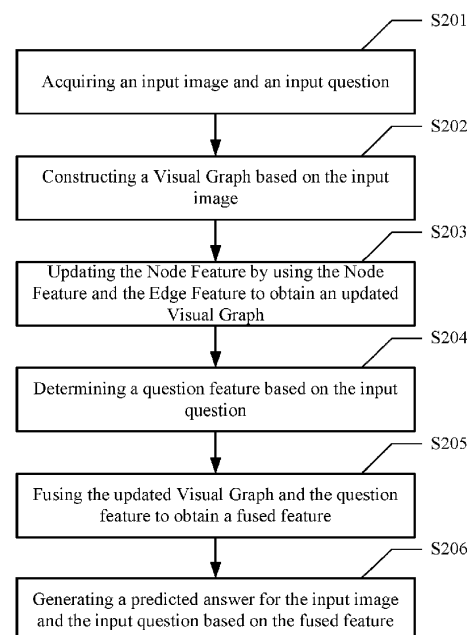 S201
Acquiring an input image and an input question
S202
Constructing a Visual Graph based on the input
image
S203
Updating the Node Feature by using the Node
Feature and the Edge Feature to obtain an updated
Visual Graph
S204
Determining a question feature based on the input
question
S205
Fusing the updated Visual Graph and the question
feature to obtain a fused feature
S206
Generating a predicted answer for the input image
and the input question based on the fused feature